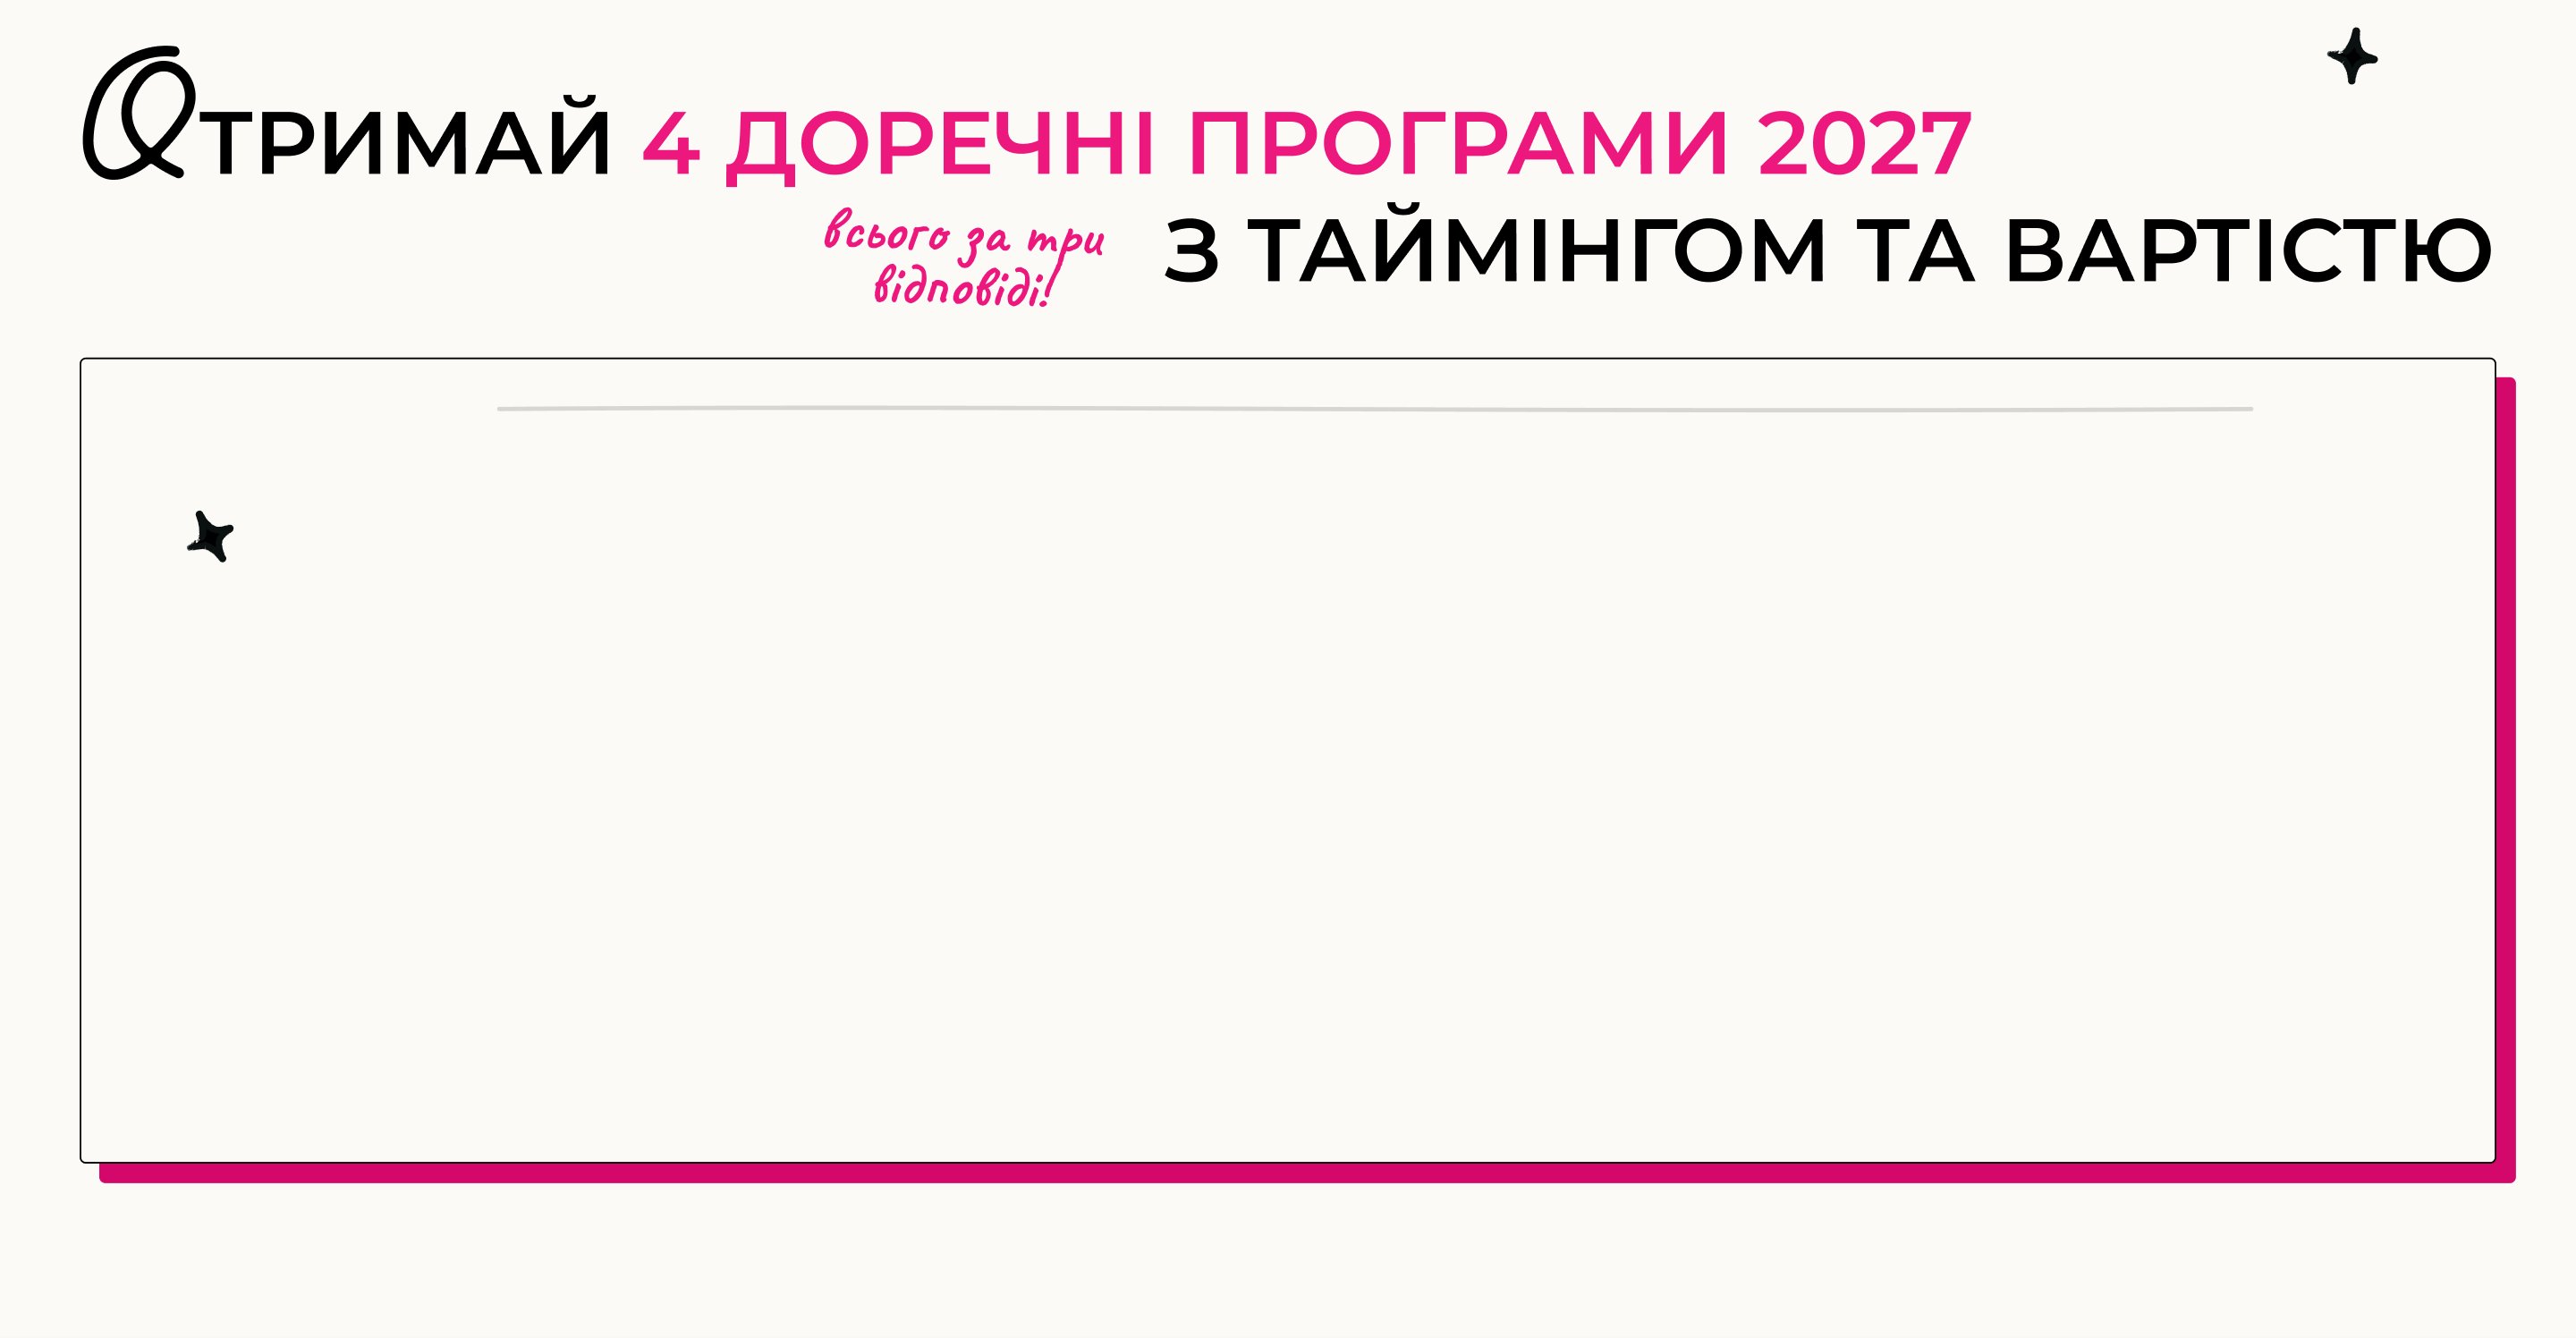 ОТРИМАЙ 4 ДОРЕЧНІ ПРОГРАМИ 2027
З ТАЙМІНГОМ ТА ВАРТІСТЮ
всього за три
відповіді!